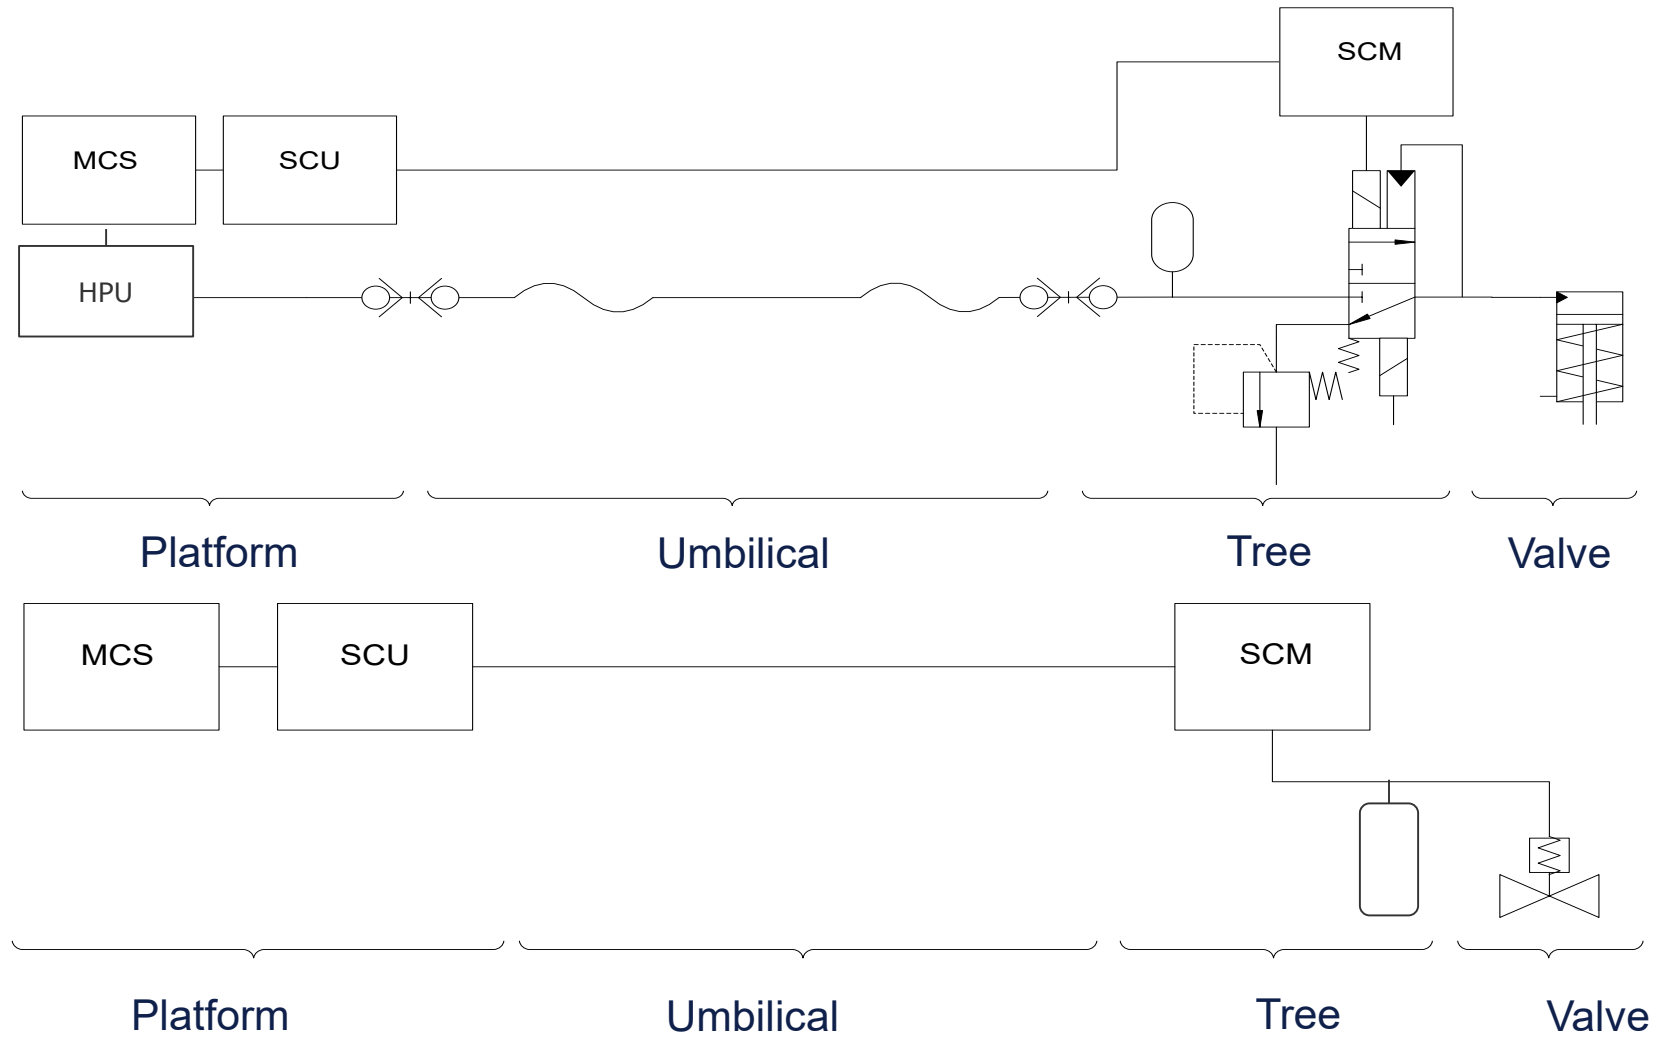 SCM
MCS
SCU
HPU
Platform
Umbilical
Tree
Valve
MCS
SCU
SCM
Platform
Umbilical
Tree
Valve